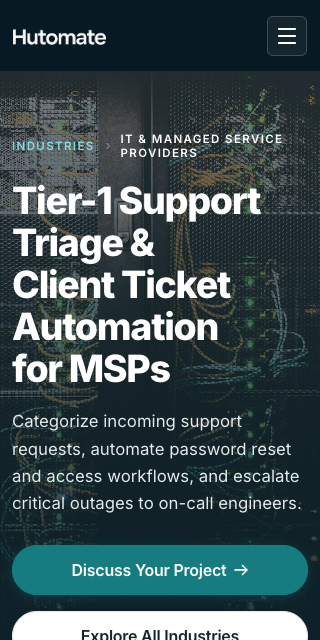 Hutomate
INDUSTRIES › IT & MANAGED SERVICE
PROVIDERS
Tier-1 Support
Triage &
Client Ticket
Automation
for MSPs
Categorize incoming support
requests, automate password reset
and access workflows, and escalate
critical outages to on-call engineers.
Discuss Your Project →
Explore All Industries